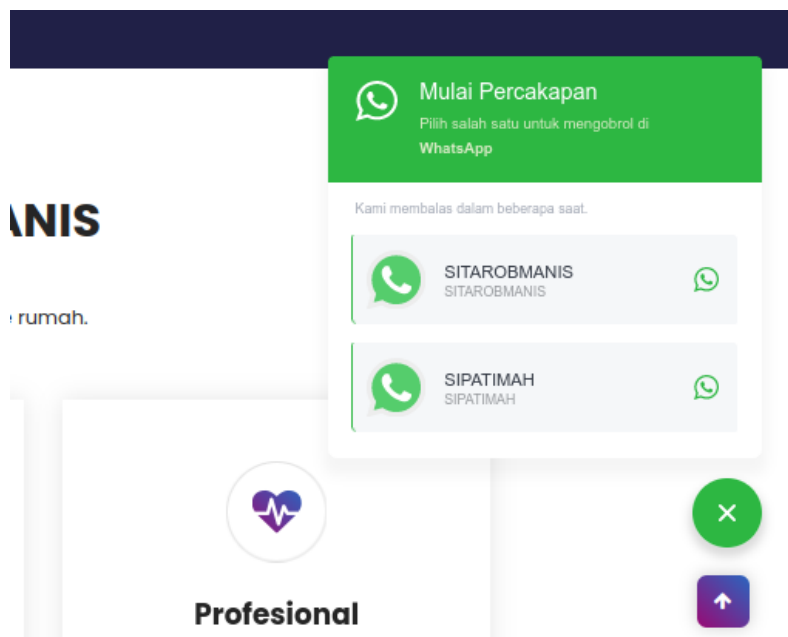 Mulai Percakapan
Pilih salah satu untuk mengobrol di
WhatsApp
Kami membalas dalam beberapa saat.
ANIS
SITAROBMANIS
SITAROBMANIS
rumah.
SIPATIMAH
SIPATIMAH
Profesional